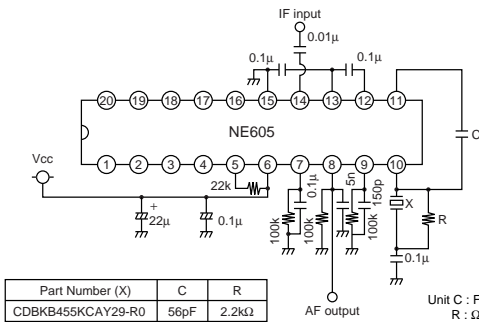 IF input
0.01μ
0.1μ
0.1μ
20 19 18 17 16 15 14 13 12 11
NE605
C
Vcc
1 2 3 4 5 6 7 8 9 10
22k
+
22μ
0.1μ
100k
0.1μ
100k
5n
100k
150p
X
R
0.1μ
AF output
Part Number (X) C R
CDBKB455KCAY29-R0 56pF 2.2kΩ
Unit C : F
R : Ω